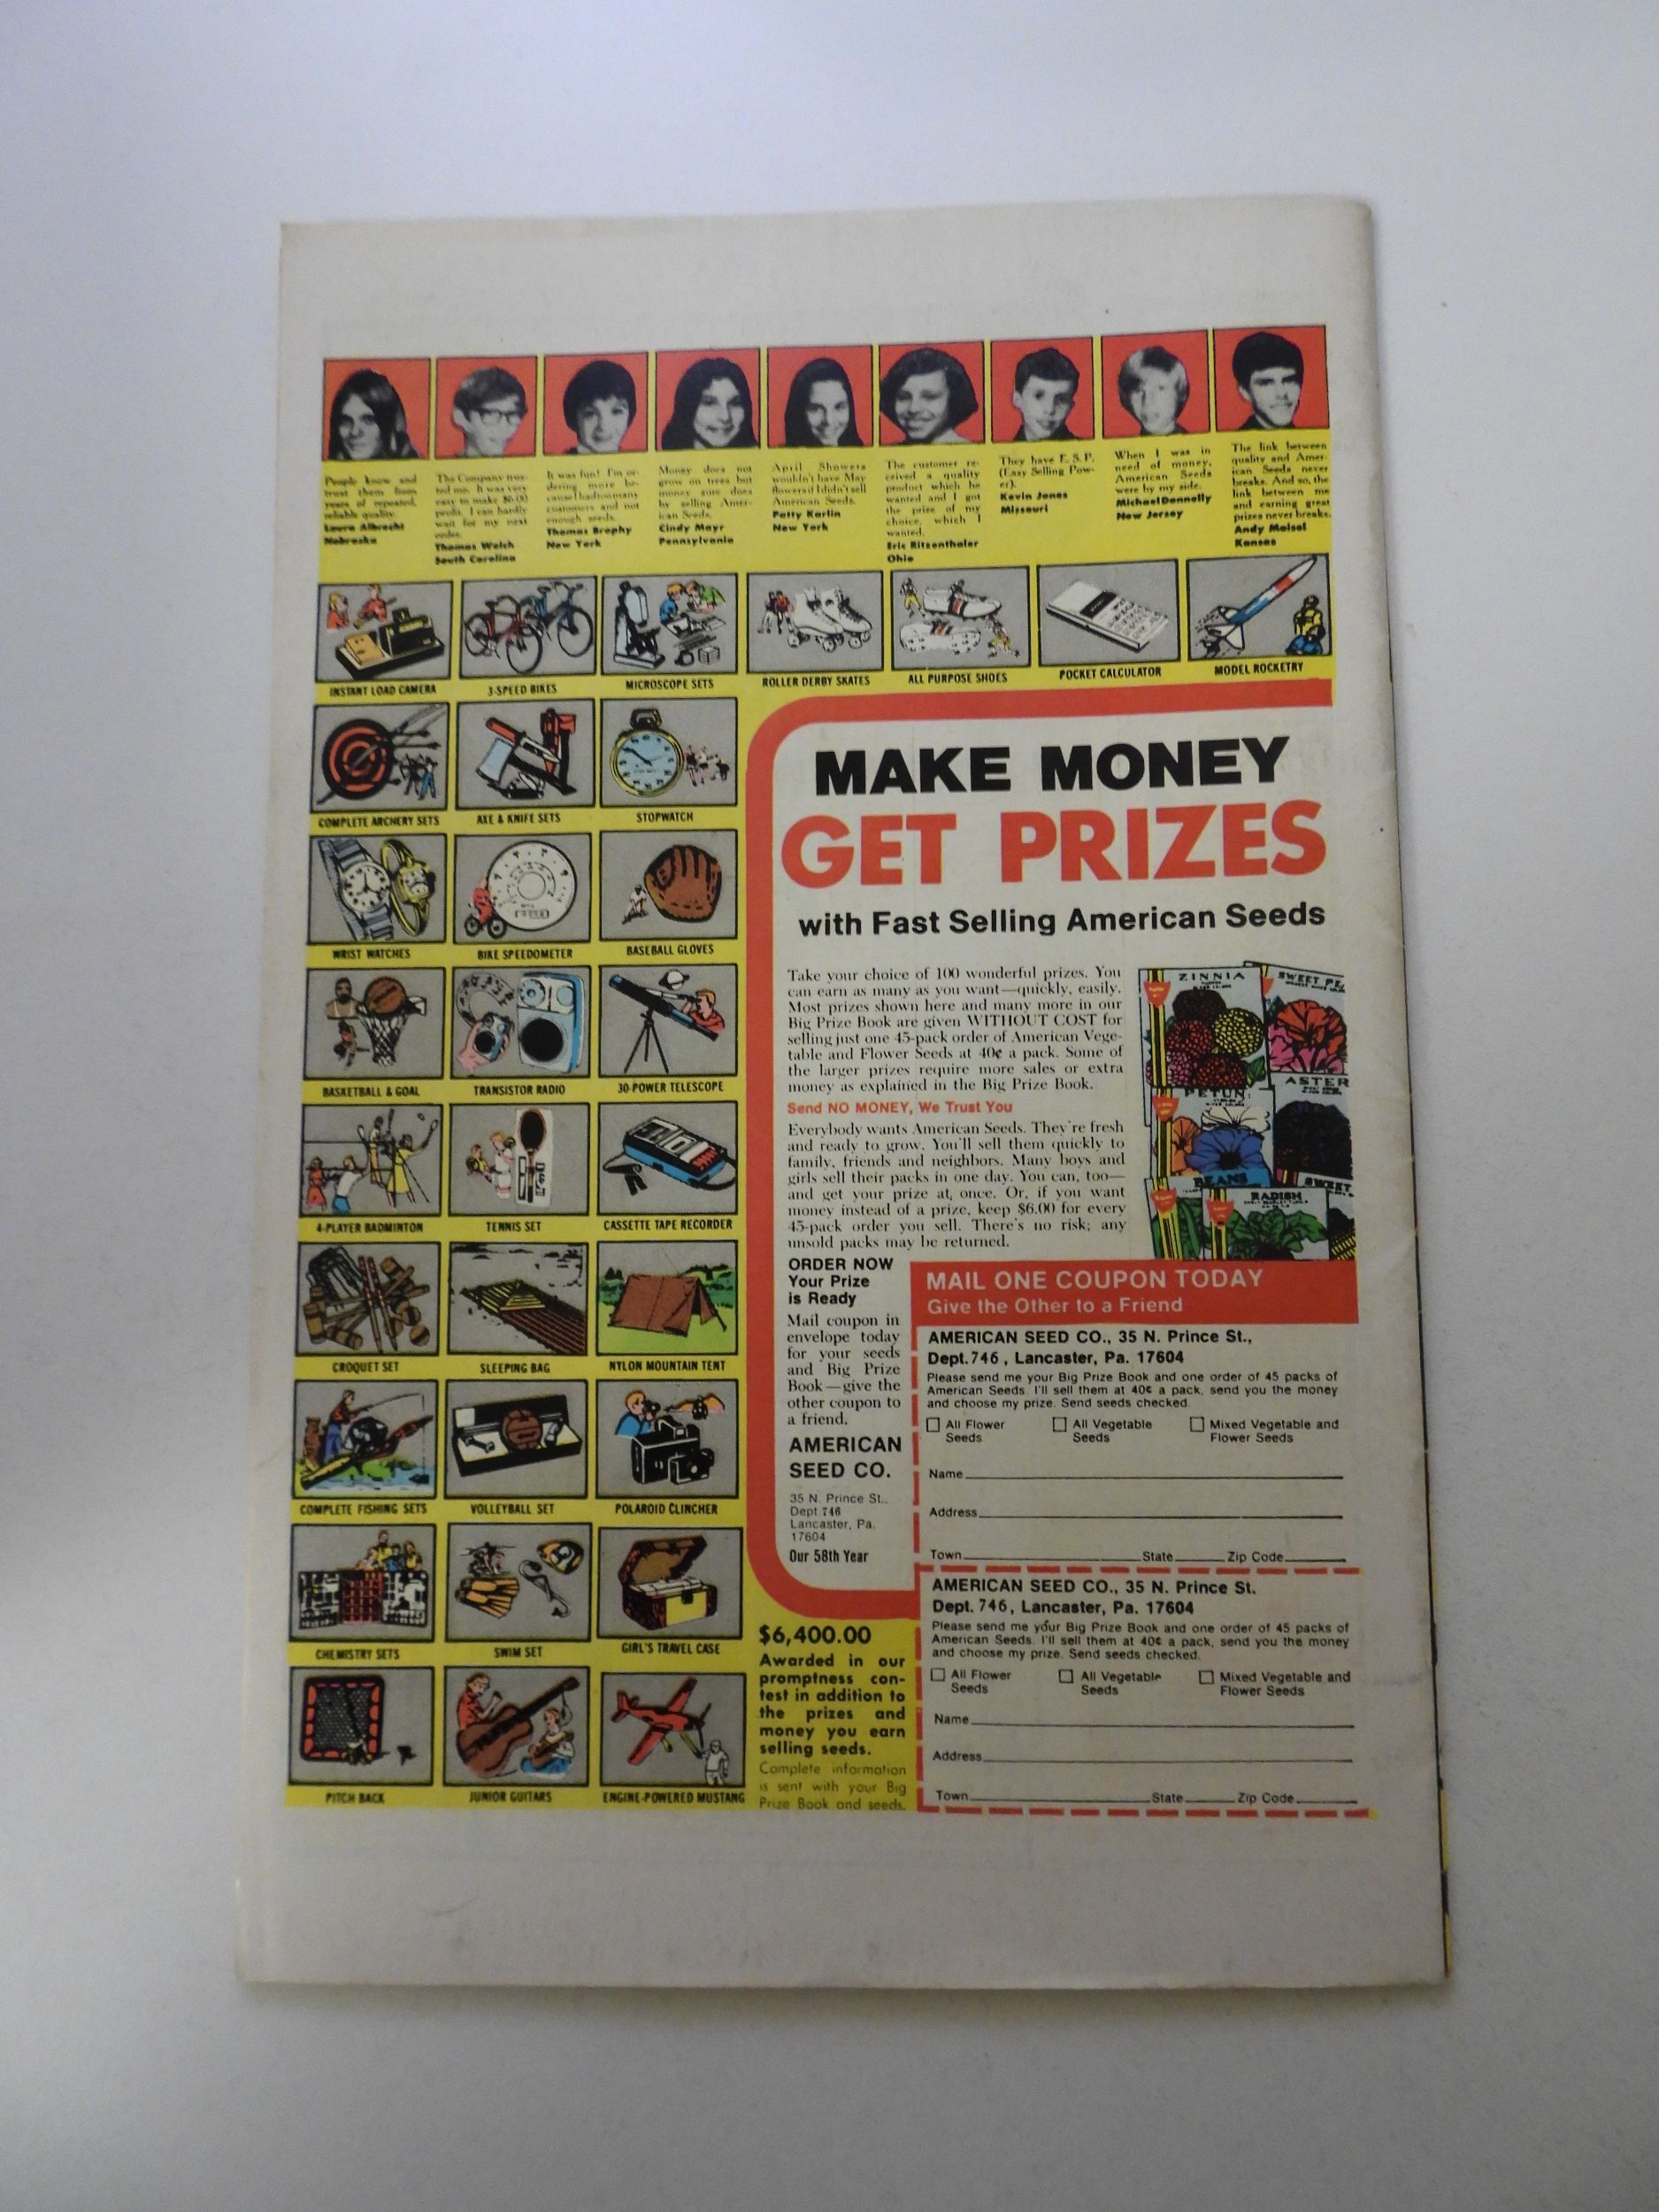 People know and
trust them from
years of repeated,
reliable quality.
Laura Albrecht
Nebraska
The Company trus-
ted me. It was very
easy to make $6.00
profit. I can hardly
wait for my next
order.
Thomas Welch
South Carolina
It was fun! I'm or-
dering more be-
cause I had so many
customers and not
enough seeds.
Thomas Brophy
New York
Money does not
grow on trees but
money sure does
by selling Amer-
ican Seeds.
Cindy Mayr
Pennsylvania
April Showers
wouldn't have May
flowers if I didn't sell
American Seeds.
Patty Karlin
New York
The customer re-
ceived a quality
product which he
wanted and I got
the prize of my
choice, which I
wanted.
Eric Ritzenthaler
Ohio
They have E.S.P.
(Easy Selling Pow-
er).
Kevin Jones
Missouri
When I was in
need of money,
American Seeds
were by my side.
Michael Donnelly
New Jersey
The link between
quality and Amer-
ican Seeds never
breaks. And so, the
link between me
and earning great
prizes never breaks.
Andy Meisel
Kansas
INSTANT LOAD CAMERA
3-SPEED BIKES
MICROSCOPE SETS
ROLLER DERBY SKATES
ALL PURPOSE SHOES
POCKET CALCULATOR
MODEL ROCKETRY
COMPLETE ARCHERY SETS
AXE & KNIFE SETS
STOPWATCH
WRIST WATCHES
BIKE SPEEDOMETER
BASEBALL GLOVES
BASKETBALL & GOAL
TRANSISTOR RADIO
30-POWER TELESCOPE
4-PLAYER BADMINTON
TENNIS SET
CASSETTE TAPE RECORDER
CROQUET SET
SLEEPING BAG
NYLON MOUNTAIN TENT
COMPLETE FISHING SETS
VOLLEYBALL SET
POLAROID CLINCHER
CHEMISTRY SETS
SWIM SET
GIRL'S TRAVEL CASE
PITCH BACK
JUNIOR GUITARS
ENGINE-POWERED MUSTANG
MAKE MONEY
GET PRIZES
with Fast Selling American Seeds
Take your choice of 100 wonderful prizes. You
can earn as many as you want—quickly, easily.
Most prizes shown here and many more in our
Big Prize Book are given WITHOUT COST for
selling just one 45-pack order of American Vege-
table and Flower Seeds at 40¢ a pack. Some of
the larger prizes require more sales or extra
money as explained in the Big Prize Book.
Send NO MONEY, We Trust You
Everybody wants American Seeds. They're fresh
and ready to grow. You'll sell them quickly to
family, friends and neighbors. Many boys and
girls sell their packs in one day. You can, too—
and get your prize at once. Or, if you want
money instead of a prize, keep $6.00 for every
45-pack order you sell. There's no risk; any
unsold packs may be returned.
ZINNIA
SWEET PE
PETUN
ASTER
BEANS
RADISH
SWEET
ORDER NOW
Your Prize
is Ready
Mail coupon in
envelope today
for your seeds
and Big Prize
Book—give the
other coupon to
a friend.
AMERICAN
SEED CO.
35 N. Prince St.,
Dept 746
Lancaster, Pa.
17604
Our 58th Year
MAIL ONE COUPON TODAY
Give the Other to a Friend
AMERICAN SEED CO., 35 N. Prince St.,
Dept. 746, Lancaster, Pa. 17604
Please send me your Big Prize Book and one order of 45 packs of
American Seeds. I'll sell them at 40¢ a pack, send you the money
and choose my prize. Send seeds checked.
All Flower
Seeds
All Vegetable
Seeds
Mixed Vegetable and
Flower Seeds
Name
Address
Town State Zip Code
AMERICAN SEED CO., 35 N. Prince St.
Dept. 746, Lancaster, Pa. 17604
Please send me your Big Prize Book and one order of 45 packs of
American Seeds. I'll sell them at 40¢ a pack, send you the money
and choose my prize. Send seeds checked.
All Flower
Seeds
All Vegetable
Seeds
Mixed Vegetable and
Flower Seeds
Name
Address
Town State Zip Code
$6,400.00
Awarded in our
promptness con-
test in addition to
the prizes and
money you earn
selling seeds.
Complete information
is sent with your Big
Prize Book and seeds.